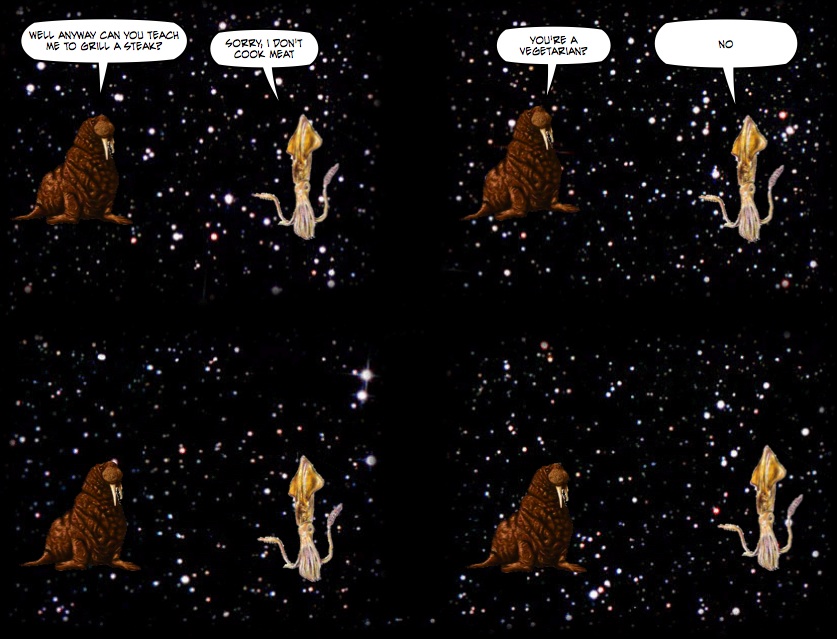 WELL ANYWAY CAN YOU TEACH
ME TO GRILL A STEAK?
SORRY, I DON'T
COOK MEAT
YOU'RE A
VEGETARIAN?
NO